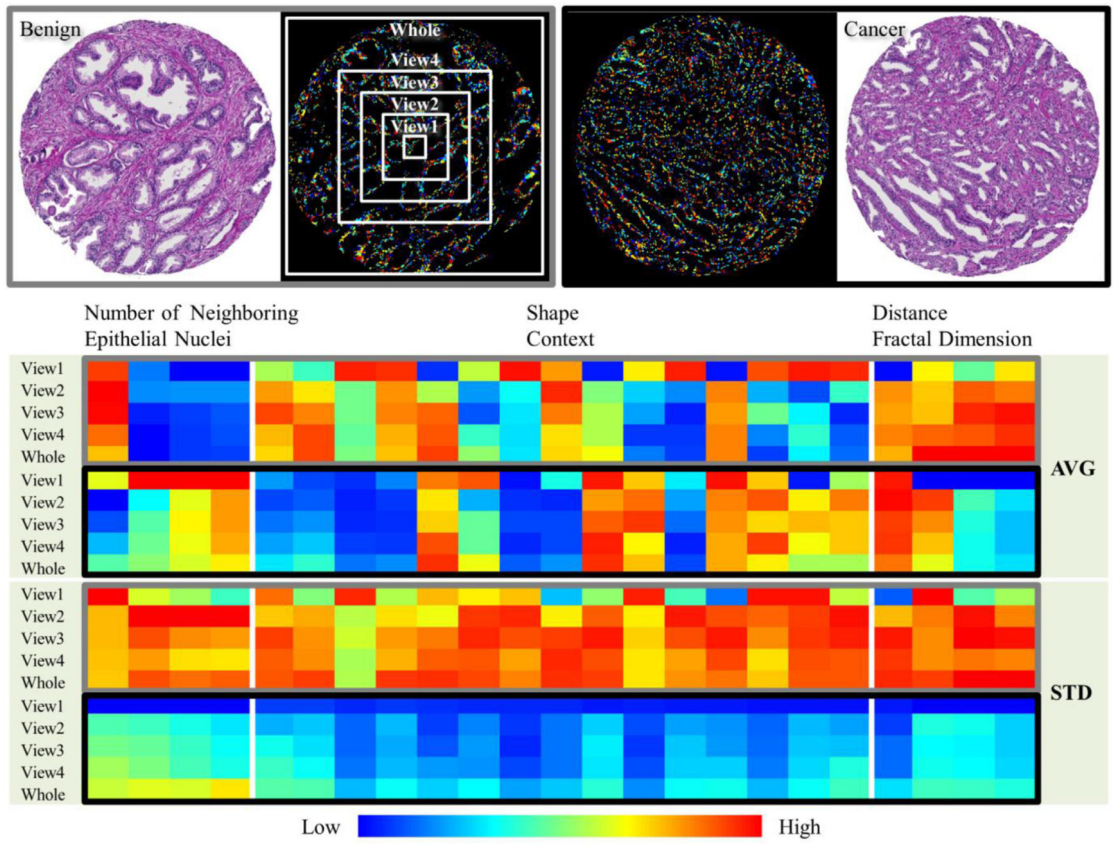 Benign
Whole
View4
View3
View2
View1
Cancer
Number of Neighboring
Epithelial Nuclei
Shape
Context
Distance
Fractal Dimension
View1
View2
View3
View4
Whole
View1
View2
View3
View4
Whole
AVG
View1
View2
View3
View4
Whole
View1
View2
View3
View4
Whole
STD
Low
High